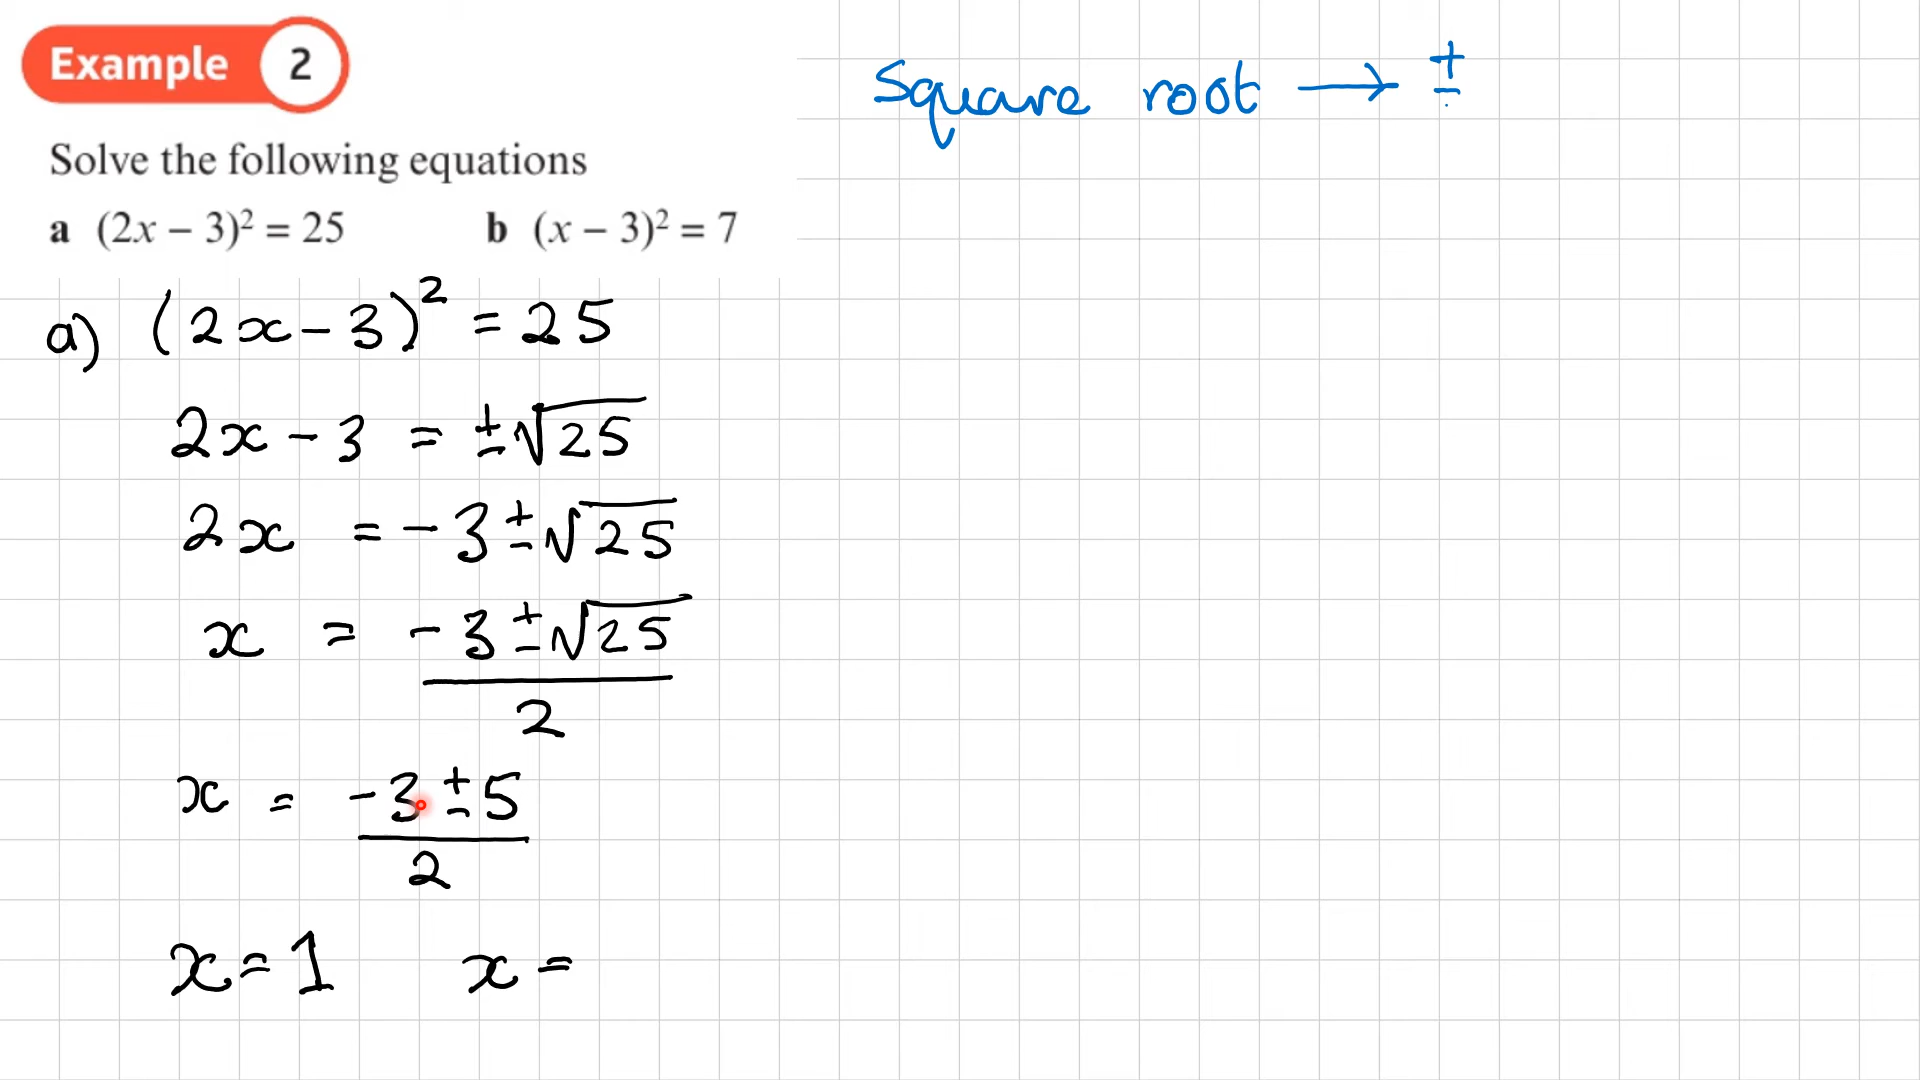 Example 2
Square root → ±
Solve the following equations
a (2x − 3)² = 25 b (x − 3)² = 7
a) (2x − 3)² = 25
2x − 3 = ±√25
2x = −3 ± √25
x = −3 ± √25
2
x = −3 ± 5
2
x = 1 x =